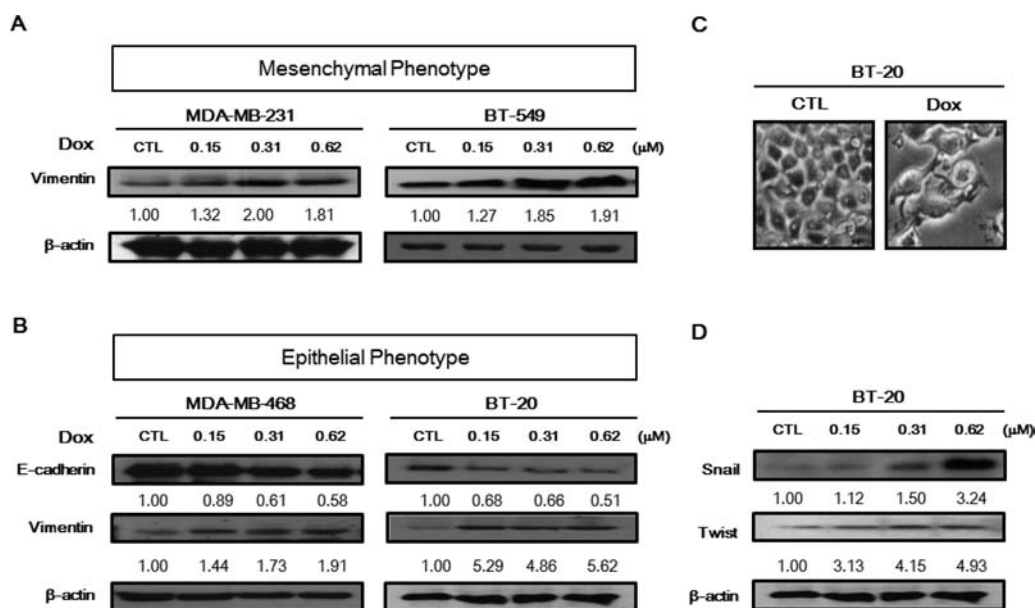 A
Mesenchymal Phenotype
MDA-MB-231 BT-549
Dox CTL 0.15 0.31 0.62 CTL 0.15 0.31 0.62 (μM)
Vimentin
1.00 1.32 2.00 1.81 1.00 1.27 1.85 1.91
β-actin
C
BT-20
CTL Dox
B
Epithelial Phenotype
MDA-MB-468 BT-20
Dox CTL 0.15 0.31 0.62 CTL 0.15 0.31 0.62 (μM)
E-cadherin
1.00 0.89 0.61 0.58 1.00 0.68 0.66 0.51
Vimentin
1.00 1.44 1.73 1.91 1.00 5.29 4.86 5.62
β-actin
D
BT-20
CTL 0.15 0.31 0.62 (μM)
Snail
1.00 1.12 1.50 3.24
Twist
1.00 3.13 4.15 4.93
β-actin